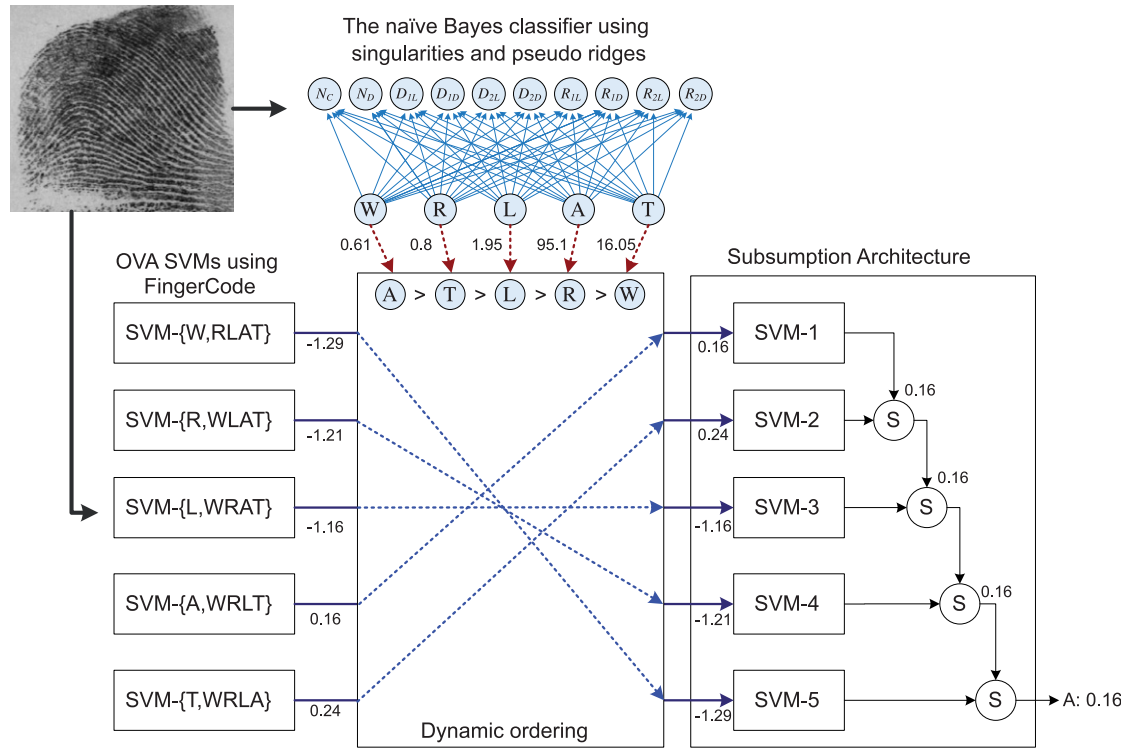 The naïve Bayes classifier using
singularities and pseudo ridges
N_C N_D D_1L D_1D D_2L D_2D R_1L R_1D R_2L R_2D
W R L A T
0.61 0.8 1.95 95.1 16.05
OVA SVMs using
FingerCode
Subsumption Architecture
A > T > L > R > W
SVM-{W,RLAT}
-1.29
0.16
SVM-1
0.16
SVM-{R,WLAT}
-1.21
0.24
SVM-2
S
0.16
SVM-{L,WRAT}
-1.16
-1.16
SVM-3
S
0.16
SVM-{A,WRLT}
0.16
-1.21
SVM-4
S
0.16
SVM-{T,WRLA}
0.24
-1.29
SVM-5
S
A: 0.16
Dynamic ordering